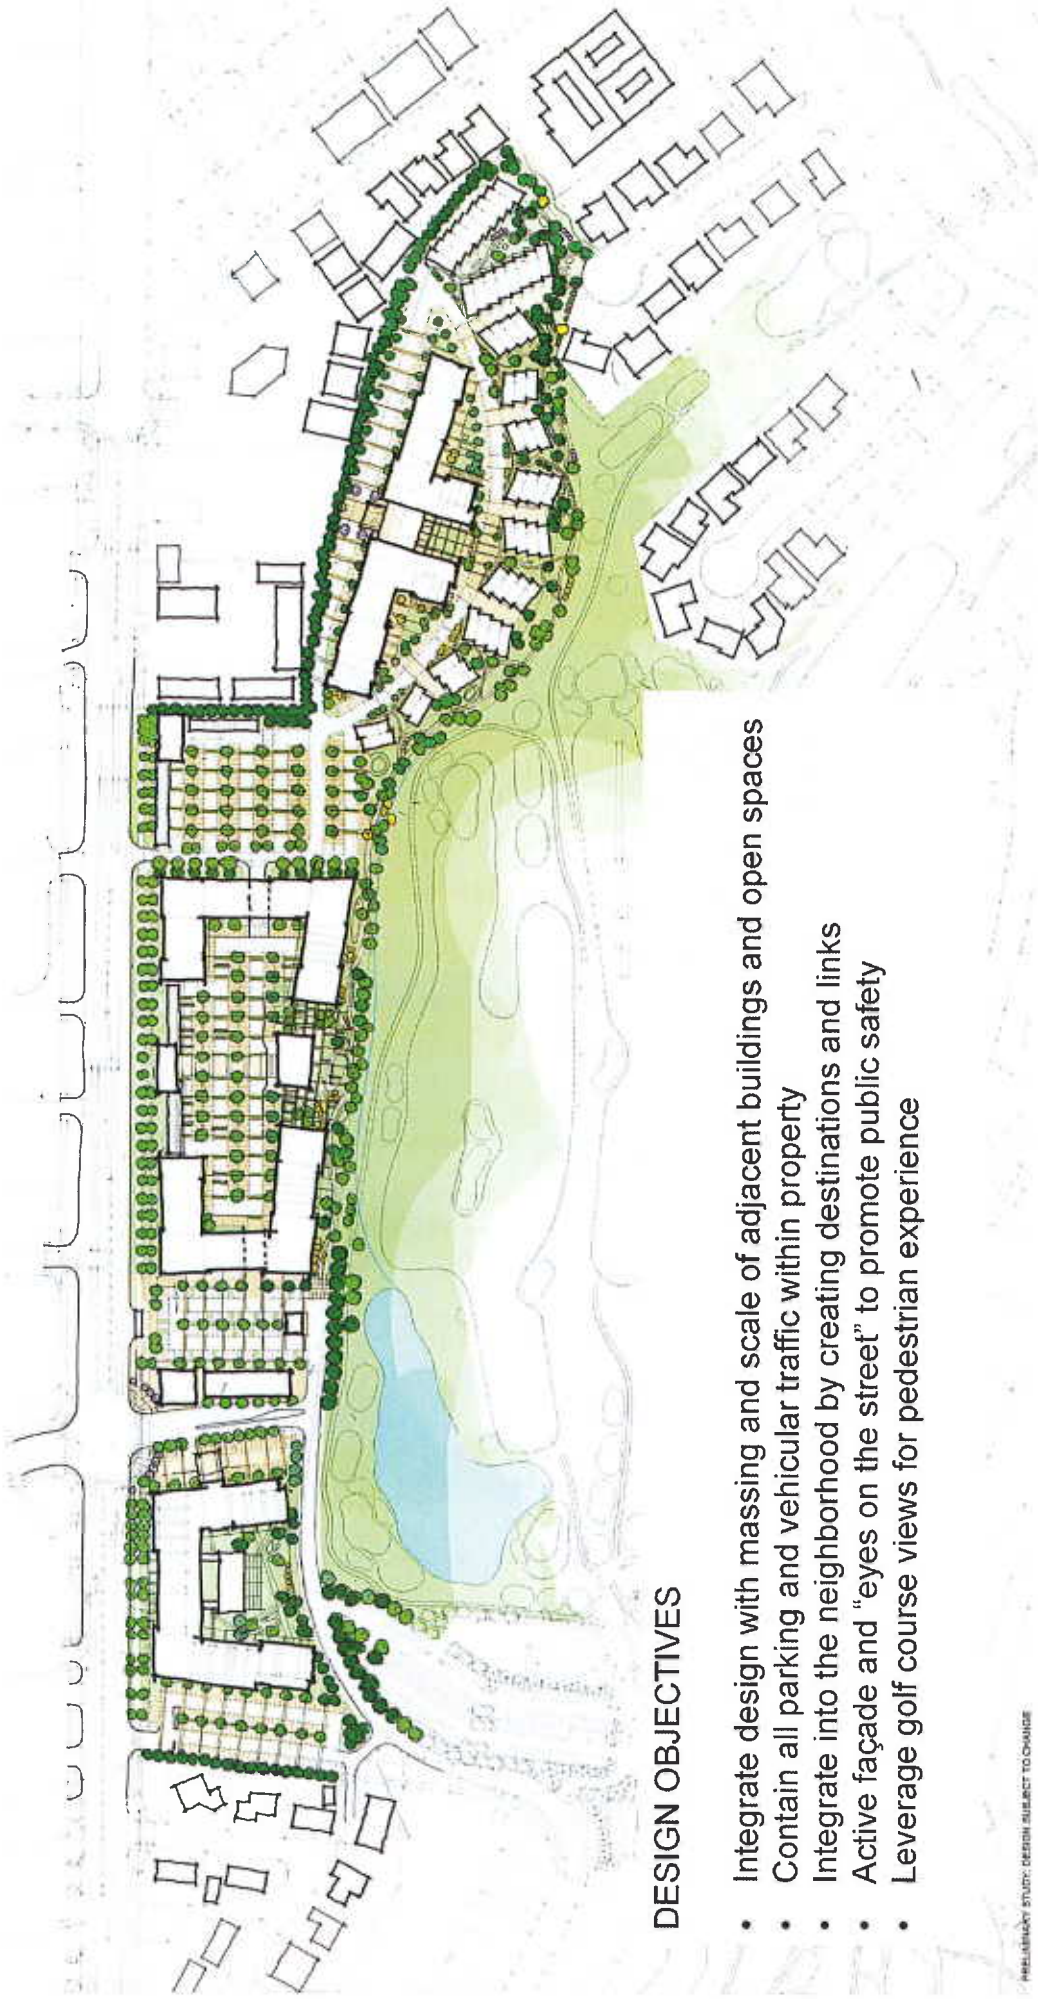 DESIGN OBJECTIVES
• Integrate design with massing and scale of adjacent buildings and open spaces
• Contain all parking and vehicular traffic within property
• Integrate into the neighborhood by creating destinations and links
• Active façade and “eyes on the street” to promote public safety
• Leverage golf course views for pedestrian experience
PRELIMINARY STUDY: DESIGN SUBJECT TO CHANGE